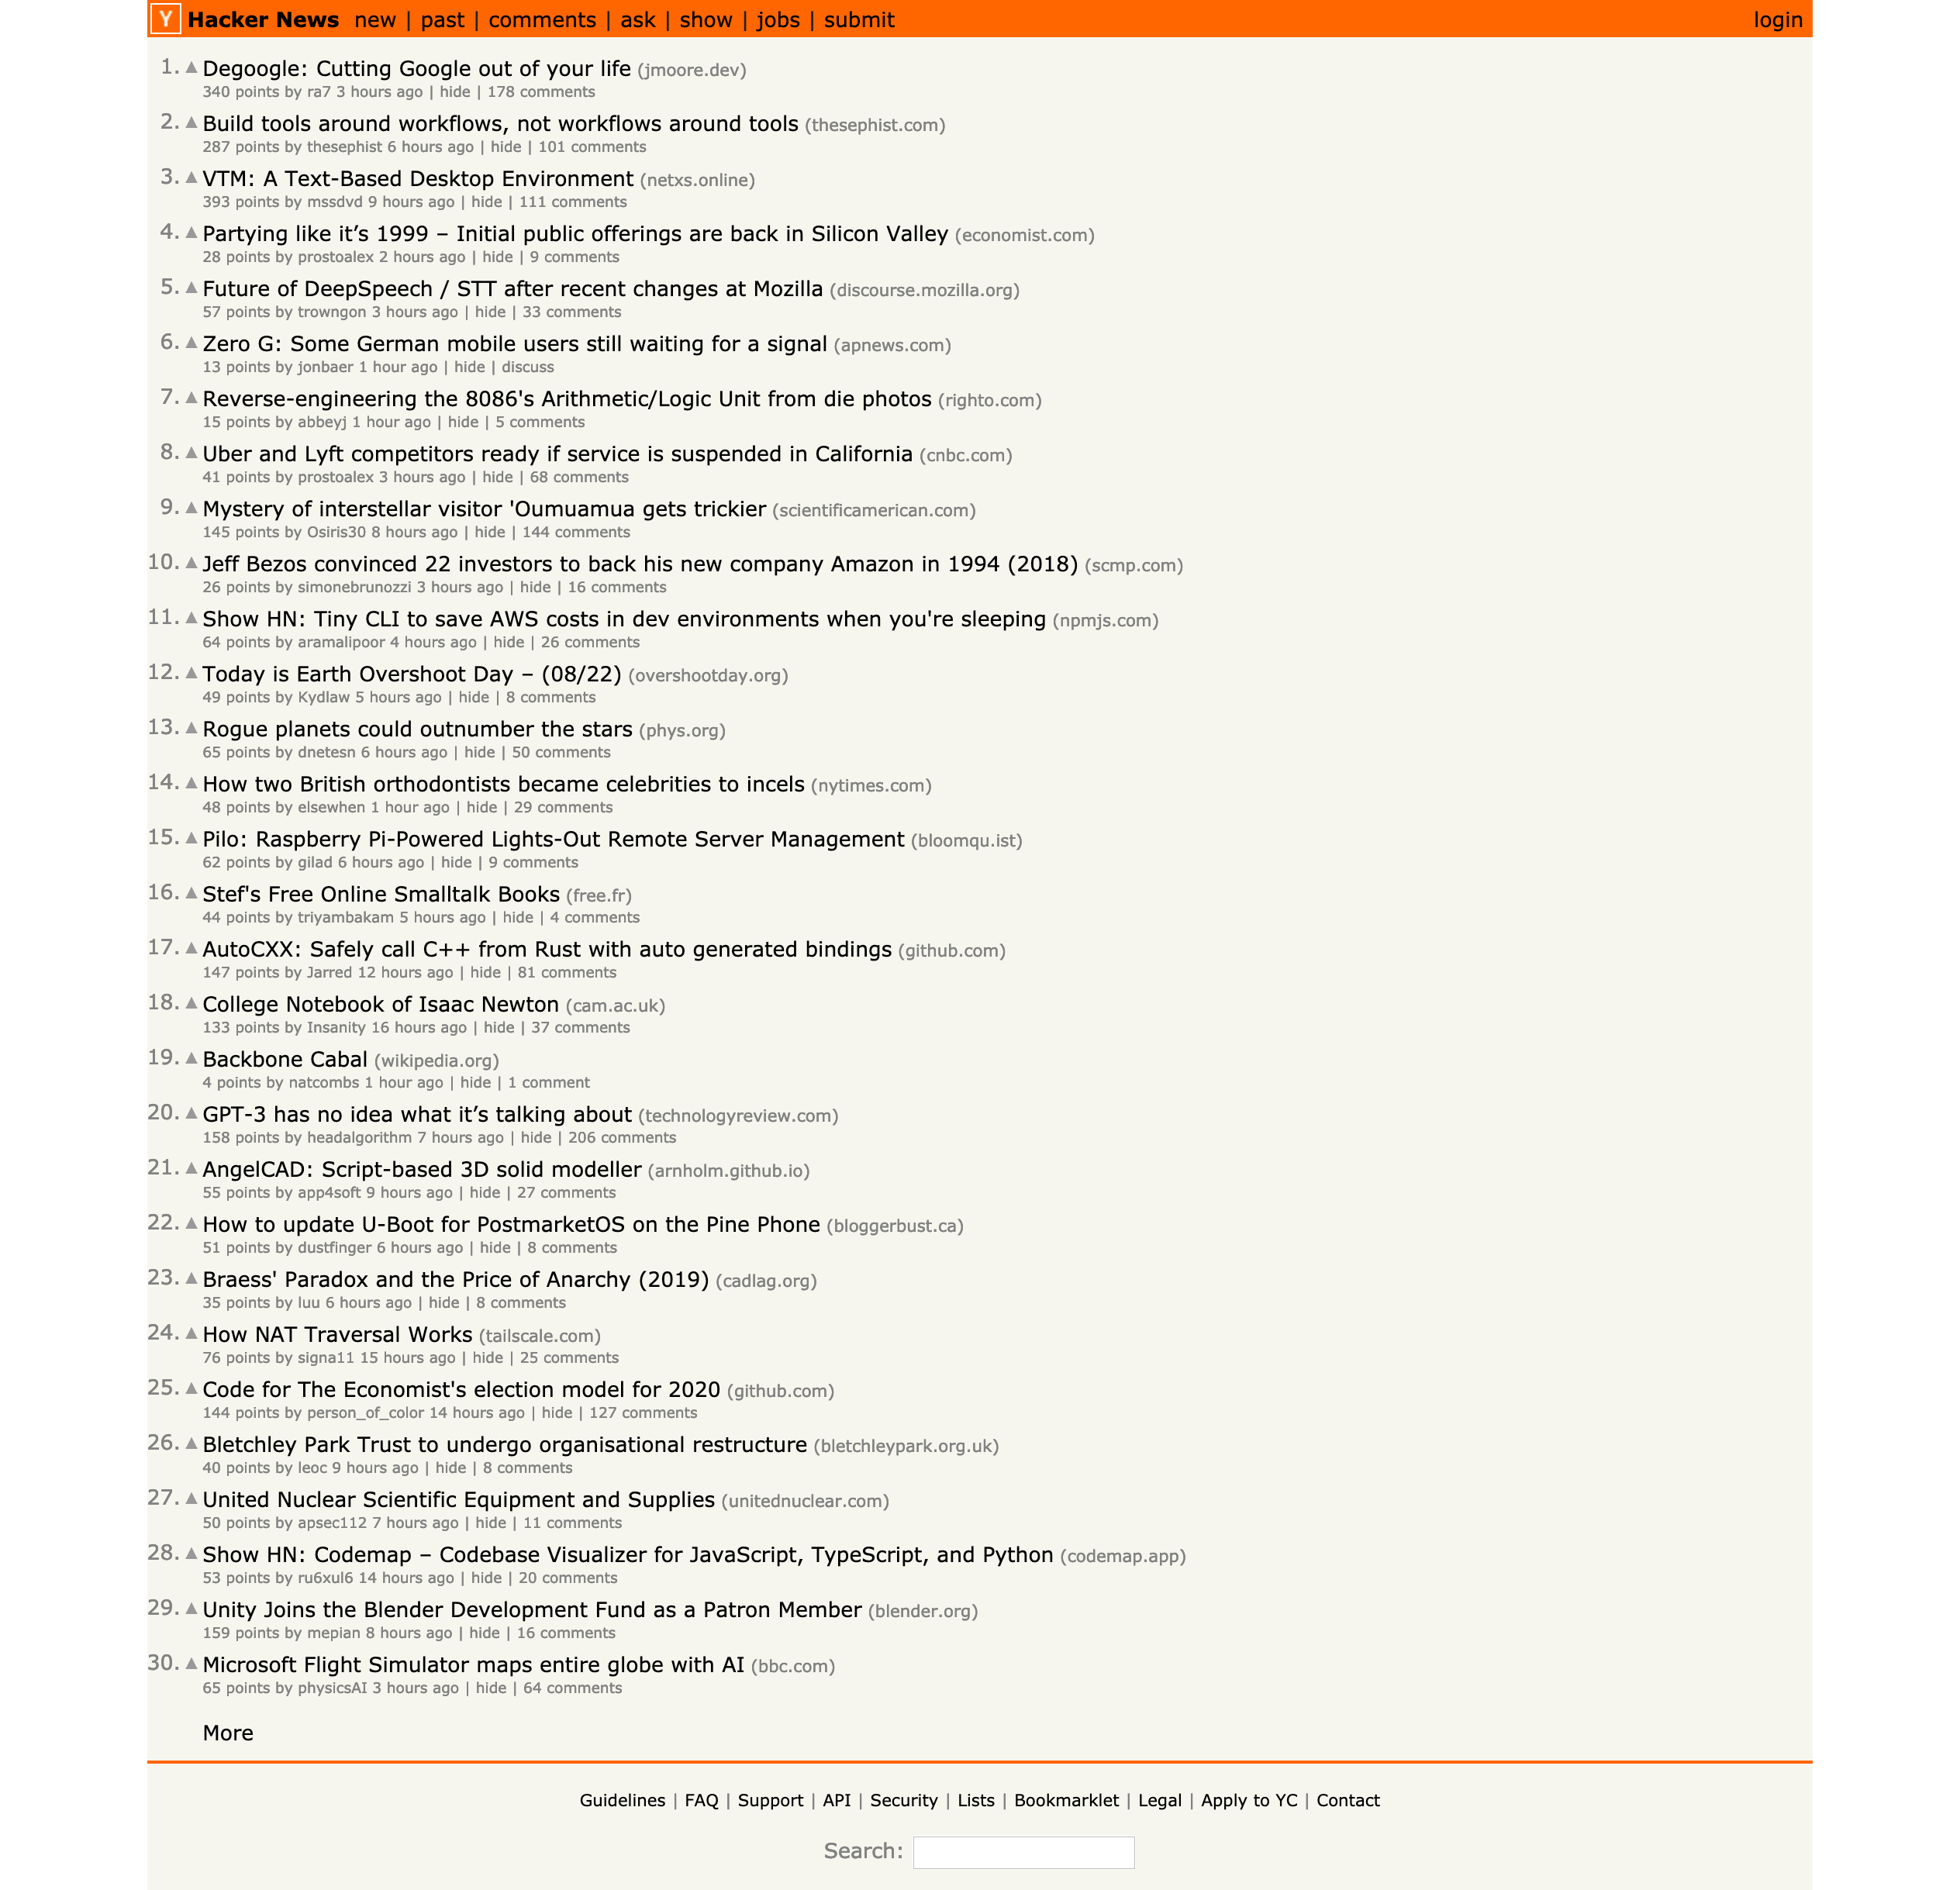 Y Hacker News new | past | comments | ask | show | jobs | submit login
1. Degoogle: Cutting Google out of your life (jmoore.dev)
340 points by ra7 3 hours ago | hide | 178 comments
2. Build tools around workflows, not workflows around tools (thesephist.com)
287 points by thesephist 6 hours ago | hide | 101 comments
3. VTM: A Text-Based Desktop Environment (netxs.online)
393 points by mssdvd 9 hours ago | hide | 111 comments
4. Partying like it’s 1999 – Initial public offerings are back in Silicon Valley (economist.com)
28 points by prostoalex 2 hours ago | hide | 9 comments
5. Future of DeepSpeech / STT after recent changes at Mozilla (discourse.mozilla.org)
57 points by trowngon 3 hours ago | hide | 33 comments
6. Zero G: Some German mobile users still waiting for a signal (apnews.com)
13 points by jonbaer 1 hour ago | hide | discuss
7. Reverse-engineering the 8086's Arithmetic/Logic Unit from die photos (righto.com)
15 points by abbeyj 1 hour ago | hide | 5 comments
8. Uber and Lyft competitors ready if service is suspended in California (cnbc.com)
41 points by prostoalex 3 hours ago | hide | 68 comments
9. Mystery of interstellar visitor 'Oumuamua gets trickier (scientificamerican.com)
145 points by Osiris30 8 hours ago | hide | 144 comments
10. Jeff Bezos convinced 22 investors to back his new company Amazon in 1994 (2018) (scmp.com)
26 points by simonebrunozzi 3 hours ago | hide | 16 comments
11. Show HN: Tiny CLI to save AWS costs in dev environments when you're sleeping (npmjs.com)
64 points by aramalipoor 4 hours ago | hide | 26 comments
12. Today is Earth Overshoot Day – (08/22) (overshootday.org)
49 points by Kydlaw 5 hours ago | hide | 8 comments
13. Rogue planets could outnumber the stars (phys.org)
65 points by dnetesn 6 hours ago | hide | 50 comments
14. How two British orthodontists became celebrities to incels (nytimes.com)
48 points by elsewhen 1 hour ago | hide | 29 comments
15. Pilo: Raspberry Pi-Powered Lights-Out Remote Server Management (bloomqu.ist)
62 points by gilad 6 hours ago | hide | 9 comments
16. Stef's Free Online Smalltalk Books (free.fr)
44 points by triyambakam 5 hours ago | hide | 4 comments
17. AutoCXX: Safely call C++ from Rust with auto generated bindings (github.com)
147 points by Jarred 12 hours ago | hide | 81 comments
18. College Notebook of Isaac Newton (cam.ac.uk)
133 points by Insanity 16 hours ago | hide | 37 comments
19. Backbone Cabal (wikipedia.org)
4 points by natcombs 1 hour ago | hide | 1 comment
20. GPT-3 has no idea what it’s talking about (technologyreview.com)
158 points by headalgorithm 7 hours ago | hide | 206 comments
21. AngelCAD: Script-based 3D solid modeller (arnholm.github.io)
55 points by app4soft 9 hours ago | hide | 27 comments
22. How to update U-Boot for PostmarketOS on the Pine Phone (bloggerbust.ca)
51 points by dustfinger 6 hours ago | hide | 8 comments
23. Braess' Paradox and the Price of Anarchy (2019) (cadlag.org)
35 points by luu 6 hours ago | hide | 8 comments
24. How NAT Traversal Works (tailscale.com)
76 points by signa11 15 hours ago | hide | 25 comments
25. Code for The Economist's election model for 2020 (github.com)
144 points by person_of_color 14 hours ago | hide | 127 comments
26. Bletchley Park Trust to undergo organisational restructure (bletchleypark.org.uk)
40 points by leoc 9 hours ago | hide | 8 comments
27. United Nuclear Scientific Equipment and Supplies (unitednuclear.com)
50 points by apsec112 7 hours ago | hide | 11 comments
28. Show HN: Codemap – Codebase Visualizer for JavaScript, TypeScript, and Python (codemap.app)
53 points by ru6xul6 14 hours ago | hide | 20 comments
29. Unity Joins the Blender Development Fund as a Patron Member (blender.org)
159 points by mepian 8 hours ago | hide | 16 comments
30. Microsoft Flight Simulator maps entire globe with AI (bbc.com)
65 points by physicsAI 3 hours ago | hide | 64 comments
More
Guidelines | FAQ | Support | API | Security | Lists | Bookmarklet | Legal | Apply to YC | Contact
Search: